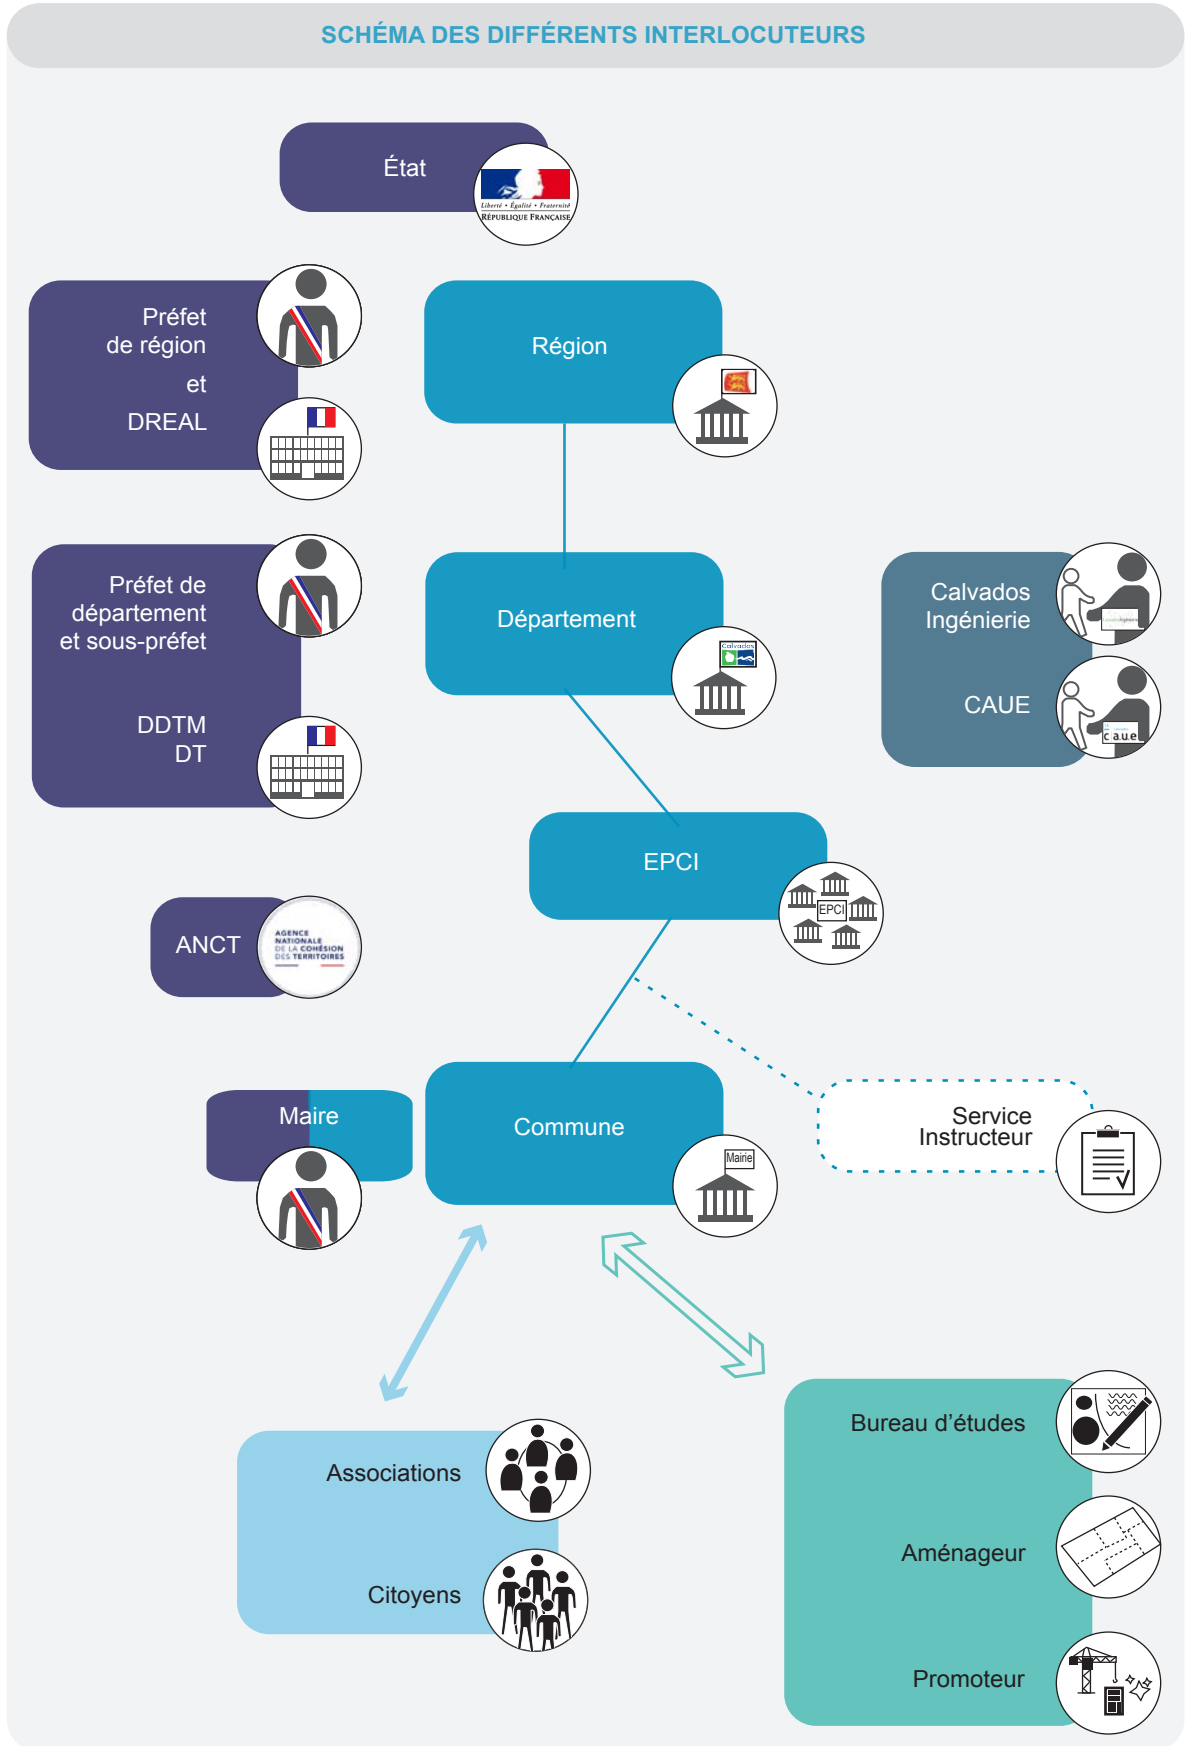 SCHÉMA DES DIFFÉRENTS INTERLOCUTEURS
État
Liberté • Égalité • Fraternité
RÉPUBLIQUE FRANÇAISE
Préfet
de région
et
DREAL
Région
Préfet de
département
et sous-préfet
DDTM
DT
Département
Calvados
Calvados
Ingénierie
CAUE
c.a.u.e
EPCI
EPCI
ANCT
AGENCE
NATIONALE
DE LA COHÉSION
DES TERRITOIRES
Maire
Commune
Mairie
Service
Instructeur
Associations
Citoyens
Bureau d’études
Aménageur
Promoteur